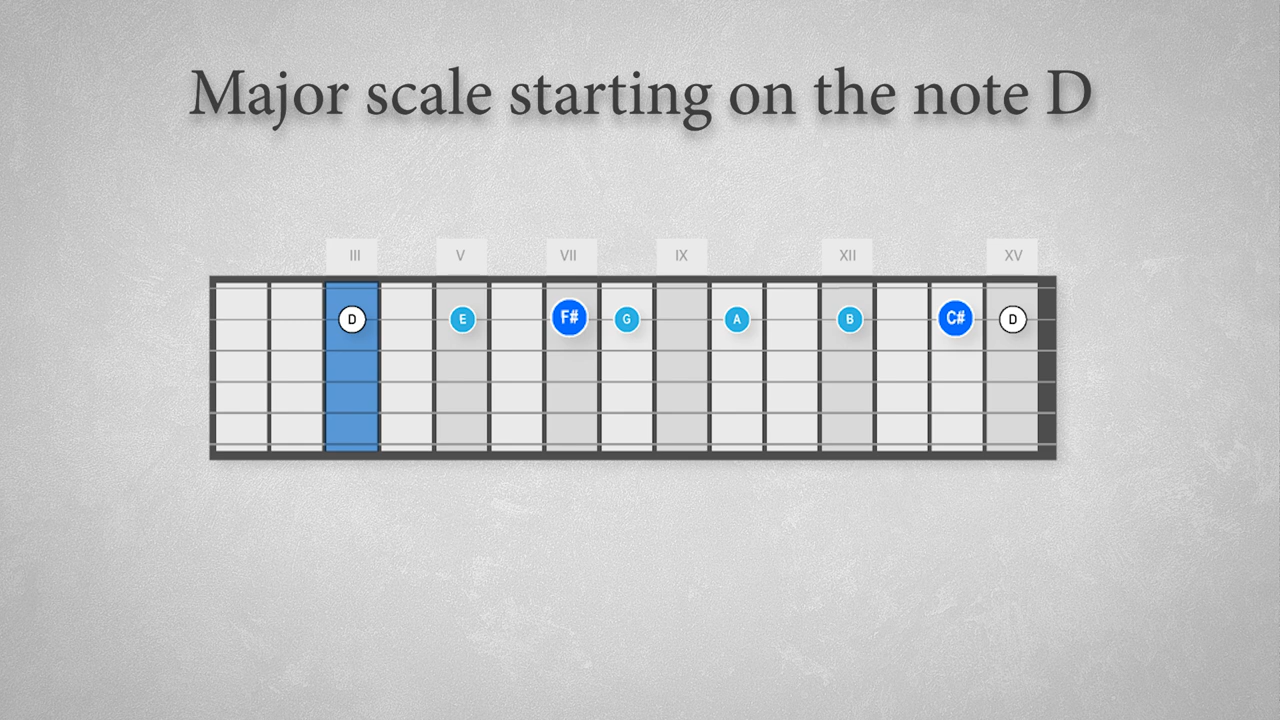 Major scale starting on the note D
III V VII IX XII XV
D E F# G A B C# D